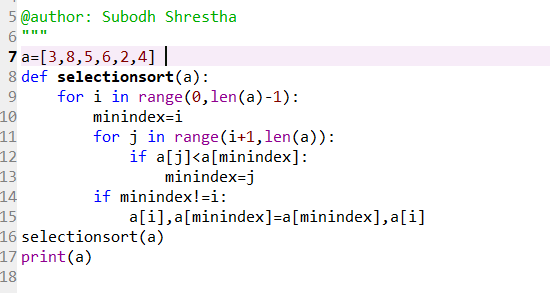 5 @author: Subodh Shrestha
6 """
7 a=[3,8,5,6,2,4]
8 def selectionsort(a):
9     for i in range(0,len(a)-1):
10         minindex=i
11         for j in range(i+1,len(a)):
12             if a[j]<a[minindex]:
13                 minindex=j
14         if minindex!=i:
15             a[i],a[minindex]=a[minindex],a[i]
16 selectionsort(a)
17 print(a)
18